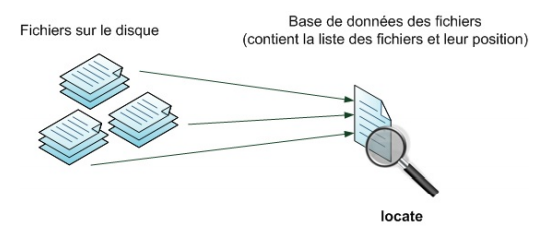 Fichiers sur le disque
Base de données des fichiers
(contient la liste des fichiers et leur position)
locate